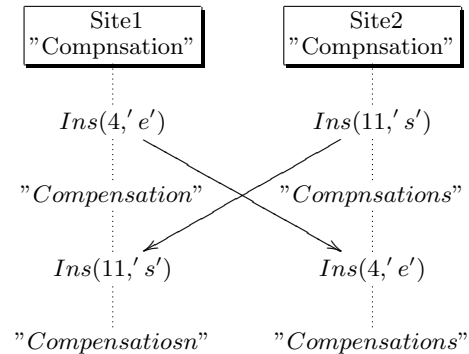 Site1
"Compnsation"
Site2
"Compnsation"
Ins(4,' e')
Ins(11,' s')
"Compensation"
"Compnsations"
Ins(11,' s')
Ins(4,' e')
"Compensatiosn"
"Compensations"